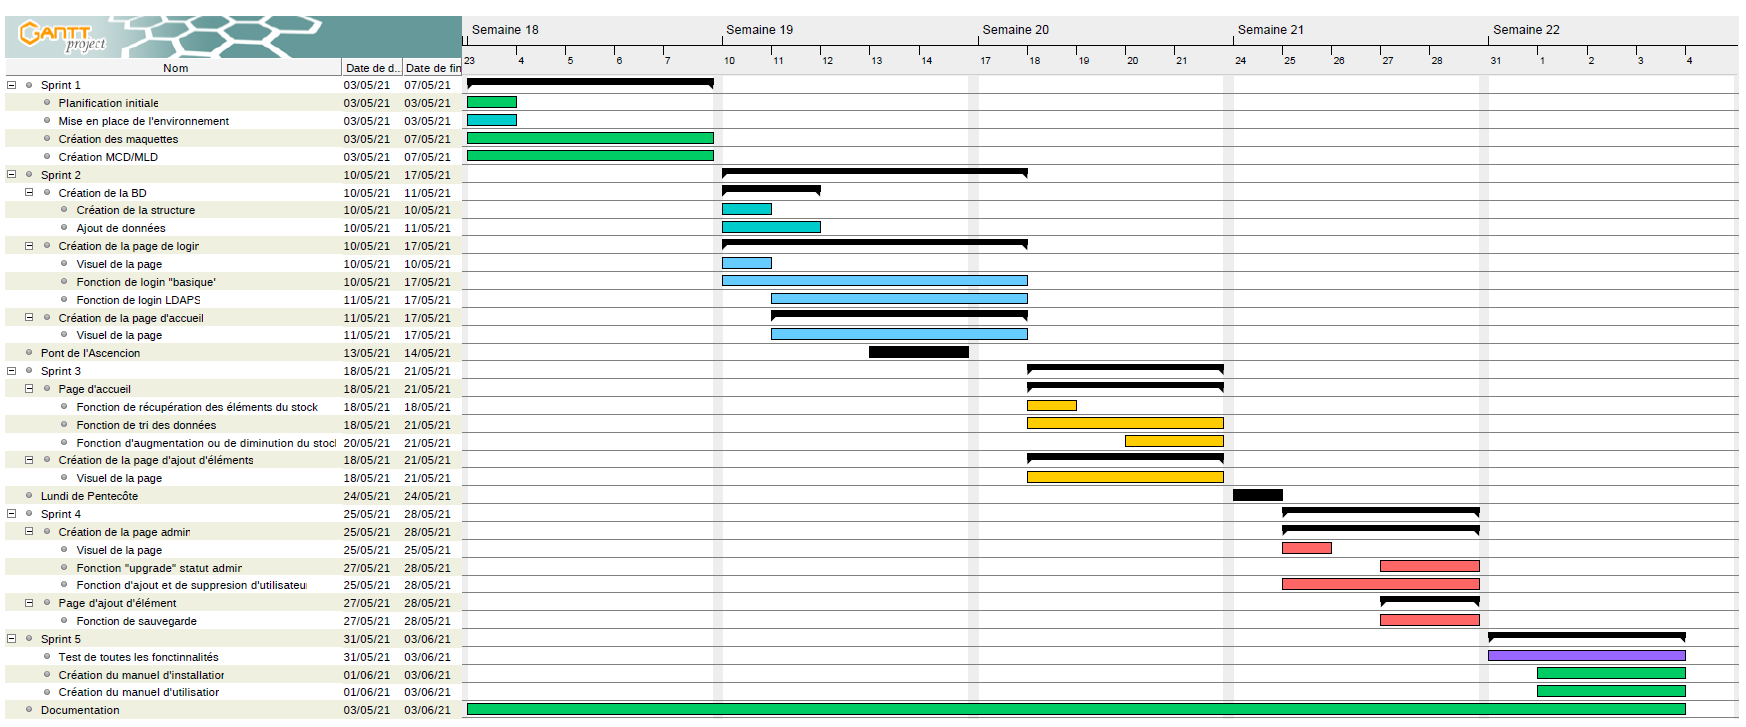 GANTT project
Semaine 18 Semaine 19 Semaine 20 Semaine 21 Semaine 22
23 4 5 6 7 10 11 12 13 14 17 18 19 20 21 24 25 26 27 28 31 1 2 3 4
Nom Date de d... Date de fin
Sprint 1 03/05/21 07/05/21
Planification initiale 03/05/21 03/05/21
Mise en place de l'environnement 03/05/21 03/05/21
Création des maquettes 03/05/21 07/05/21
Création MCD/MLD 03/05/21 07/05/21
Sprint 2 10/05/21 17/05/21
Création de la BD 10/05/21 11/05/21
Création de la structure 10/05/21 10/05/21
Ajout de données 10/05/21 11/05/21
Création de la page de login 10/05/21 17/05/21
Visuel de la page 10/05/21 10/05/21
Fonction de login "basique" 10/05/21 17/05/21
Fonction de login LDAPS 11/05/21 17/05/21
Création de la page d'accueil 11/05/21 17/05/21
Visuel de la page 11/05/21 17/05/21
Pont de l'Ascencion 13/05/21 14/05/21
Sprint 3 18/05/21 21/05/21
Page d'accueil 18/05/21 21/05/21
Fonction de récupération des éléments du stock 18/05/21 18/05/21
Fonction de tri des données 18/05/21 21/05/21
Fonction d'augmentation ou de diminution du stock 20/05/21 21/05/21
Création de la page d'ajout d'éléments 18/05/21 21/05/21
Visuel de la page 18/05/21 21/05/21
Lundi de Pentecôte 24/05/21 24/05/21
Sprint 4 25/05/21 28/05/21
Création de la page admin 25/05/21 28/05/21
Visuel de la page 25/05/21 25/05/21
Fonction "upgrade" statut admin 27/05/21 28/05/21
Fonction d'ajout et de suppresion d'utilisateu 25/05/21 28/05/21
Page d'ajout d'élément 27/05/21 28/05/21
Fonction de sauvegarde 27/05/21 28/05/21
Sprint 5 31/05/21 03/06/21
Test de toutes les fonctinnalités 31/05/21 03/06/21
Création du manuel d'installation 01/06/21 03/06/21
Création du manuel d'utilisation 01/06/21 03/06/21
Documentation 03/05/21 03/06/21